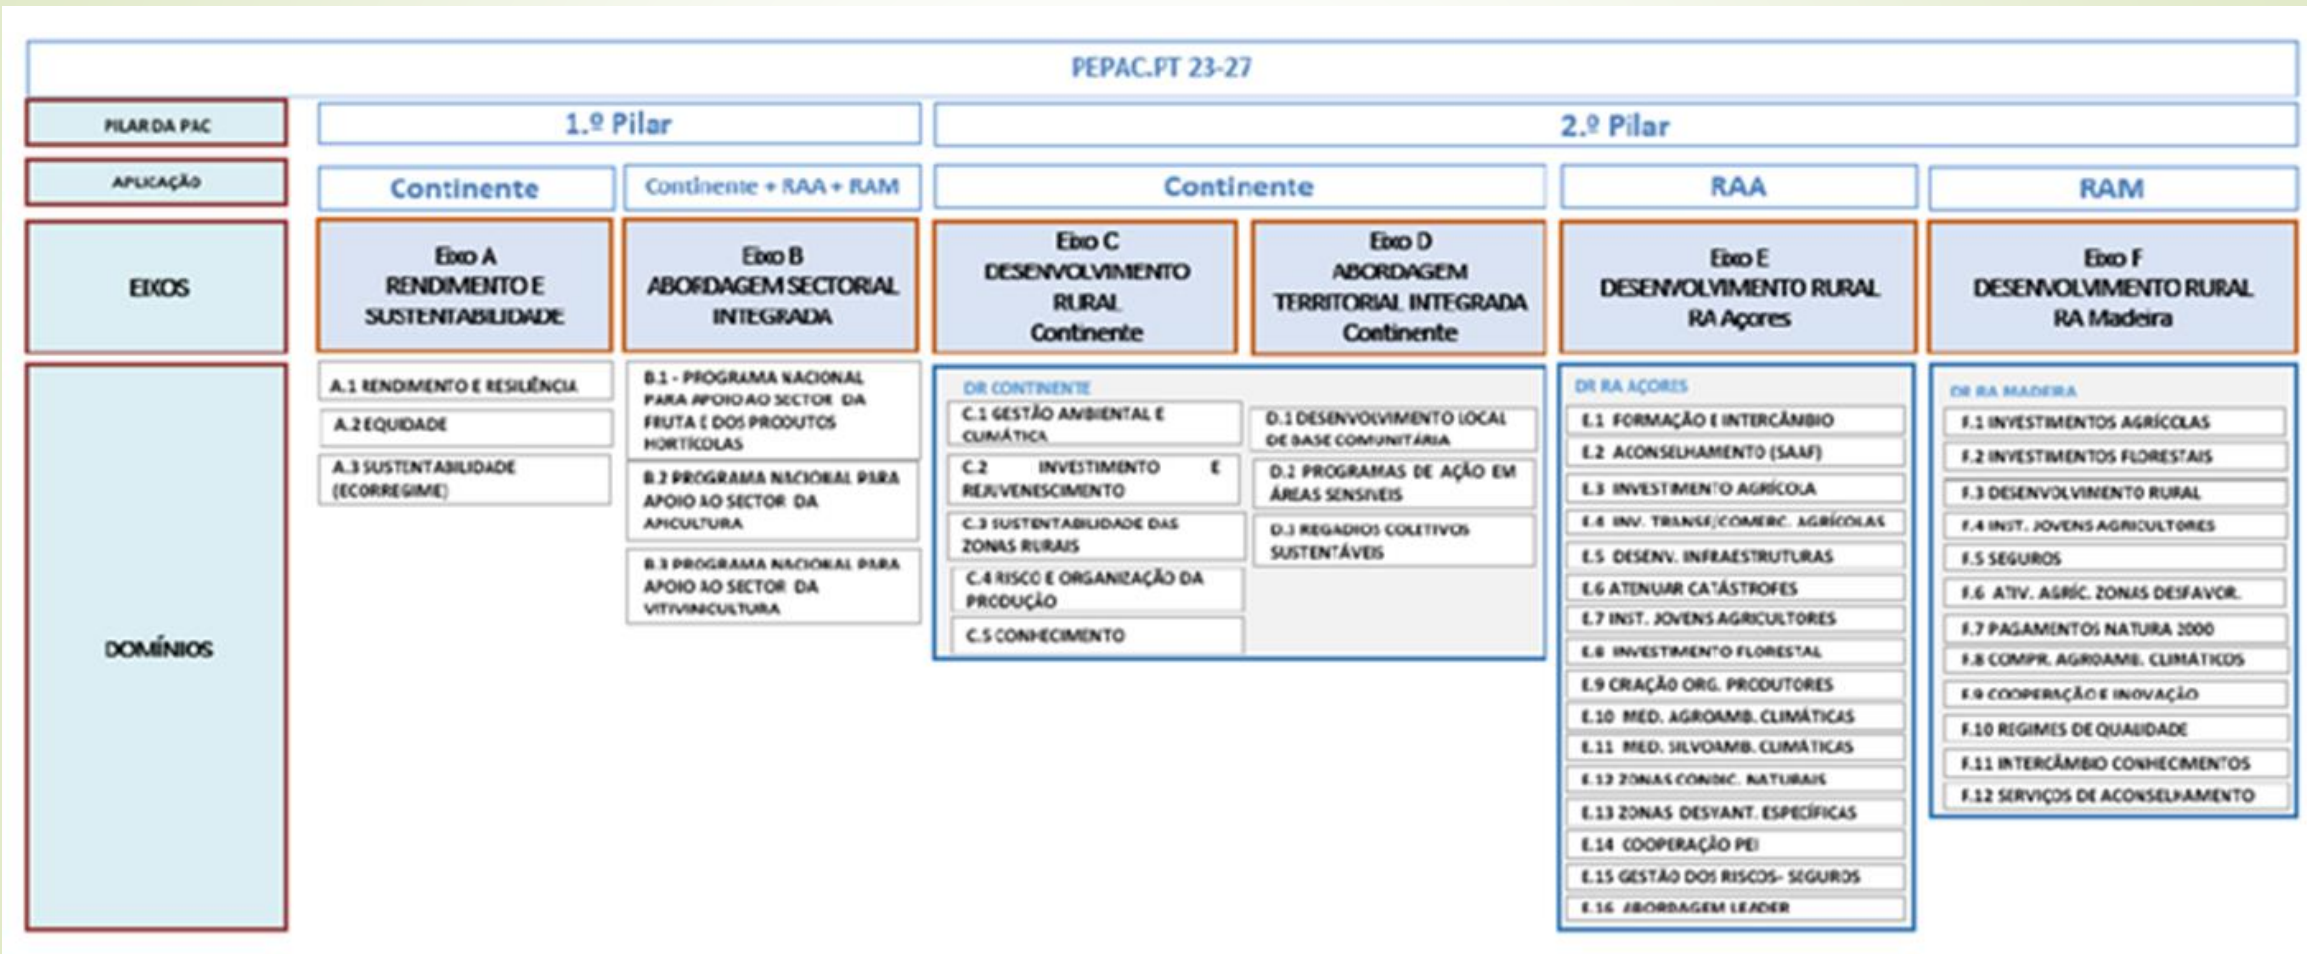 PEPAC.PT 23-27
PILAR DA PAC
1.º Pilar
2.º Pilar
APLICAÇÃO
Continente
Continente + RAA + RAM
Continente
RAA
RAM
EIXOS
Eixo A
RENDIMENTO E
SUSTENTABILIDADE
Eixo B
ABORDAGEM SECTORIAL
INTEGRADA
Eixo C
DESENVOLVIMENTO
RURAL
Continente
Eixo D
ABORDAGEM
TERRITORIAL INTEGRADA
Continente
Eixo E
DESENVOLVIMENTO RURAL
RA Açores
Eixo F
DESENVOLVIMENTO RURAL
RA Madeira
DOMÍNIOS
A.1 RENDIMENTO E RESILIÊNCIA
A.2 EQUIDADE
A.3 SUSTENTABILIDADE
(ECORREGIME)
B.1 - PROGRAMA NACIONAL
PARA APOIO AO SECTOR DA
FRUTA E DOS PRODUTOS
HORTÍCOLAS
B.2 PROGRAMA NACIONAL PARA
APOIO AO SECTOR DA
APICULTURA
B.3 PROGRAMA NACIONAL PARA
APOIO AO SECTOR DA
VITIVINICULTURA
DR CONTINENTE
C.1 GESTÃO AMBIENTAL E
CLIMÁTICA
C.2 INVESTIMENTO E
REJUVENESCIMENTO
C.3 SUSTENTABILIDADE DAS
ZONAS RURAIS
C.4 RISCO E ORGANIZAÇÃO DA
PRODUÇÃO
C.5 CONHECIMENTO
D.1 DESENVOLVIMENTO LOCAL
DE BASE COMUNITÁRIA
D.2 PROGRAMAS DE AÇÃO EM
ÁREAS SENSIVEIS
D.3 REGADIOS COLETIVOS
SUSTENTÁVEIS
DR RA AÇORES
E.1 FORMAÇÃO E INTERCÂMBIO
E.2 ACONSELHAMENTO (SAAF)
E.3 INVESTIMENTO AGRÍCOLA
E.4 INV. TRANSF/COMERC. AGRÍCOLAS
E.5 DESENV. INFRAESTRUTURAS
E.6 ATENUAR CATÁSTROFES
E.7 INST. JOVENS AGRICULTORES
E.8 INVESTIMENTO FLORESTAL
E.9 CRIAÇÃO ORG. PRODUTORES
E.10 MED. AGROAMB. CLIMÁTICAS
E.11 MED. SILVOAMB. CLIMÁTICAS
E.12 ZONAS CONDIC. NATURAIS
E.13 ZONAS DESVANT. ESPECÍFICAS
E.14 COOPERAÇÃO PEI
E.15 GESTÃO DOS RISCOS- SEGUROS
E.16 ABORDAGEM LEADER
DR RA MADEIRA
F.1 INVESTIMENTOS AGRÍCOLAS
F.2 INVESTIMENTOS FLORESTAIS
F.3 DESENVOLVIMENTO RURAL
F.4 INST. JOVENS AGRICULTORES
F.5 SEGUROS
F.6 ATIV. AGRÍC. ZONAS DESFAVOR.
F.7 PAGAMENTOS NATURA 2000
F.8 COMPR. AGROAMB. CLIMÁTICOS
F.9 COOPERAÇÃO E INOVAÇÃO
F.10 REGIMES DE QUALIDADE
F.11 INTERCÂMBIO CONHECIMENTOS
F.12 SERVIÇOS DE ACONSELHAMENTO